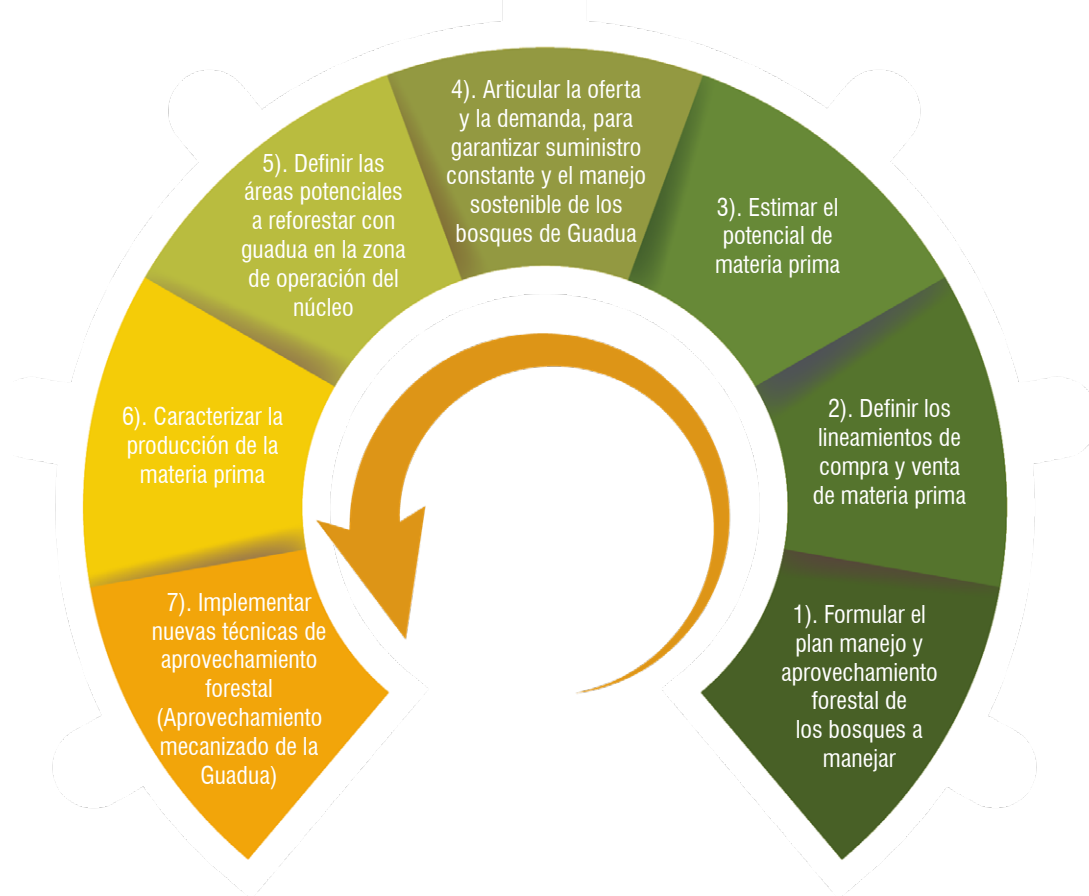 1). Formular el
plan manejo y
aprovechamiento
forestal de
los bosques a
manejar
2). Definir los
lineamientos de
compra y venta
de materia prima
3). Estimar el
potencial de
materia prima
4). Articular la oferta
y la demanda, para
garantizar suministro
constante y el manejo
sostenible de los
bosques de Guadua
5). Definir las
áreas potenciales
a reforestar con
guadua en la zona
de operación del
núcleo
6). Caracterizar la
producción de la
materia prima
7). Implementar
nuevas técnicas de
aprovechamiento
forestal
(Aprovechamiento
mecanizado de la
Guadua)